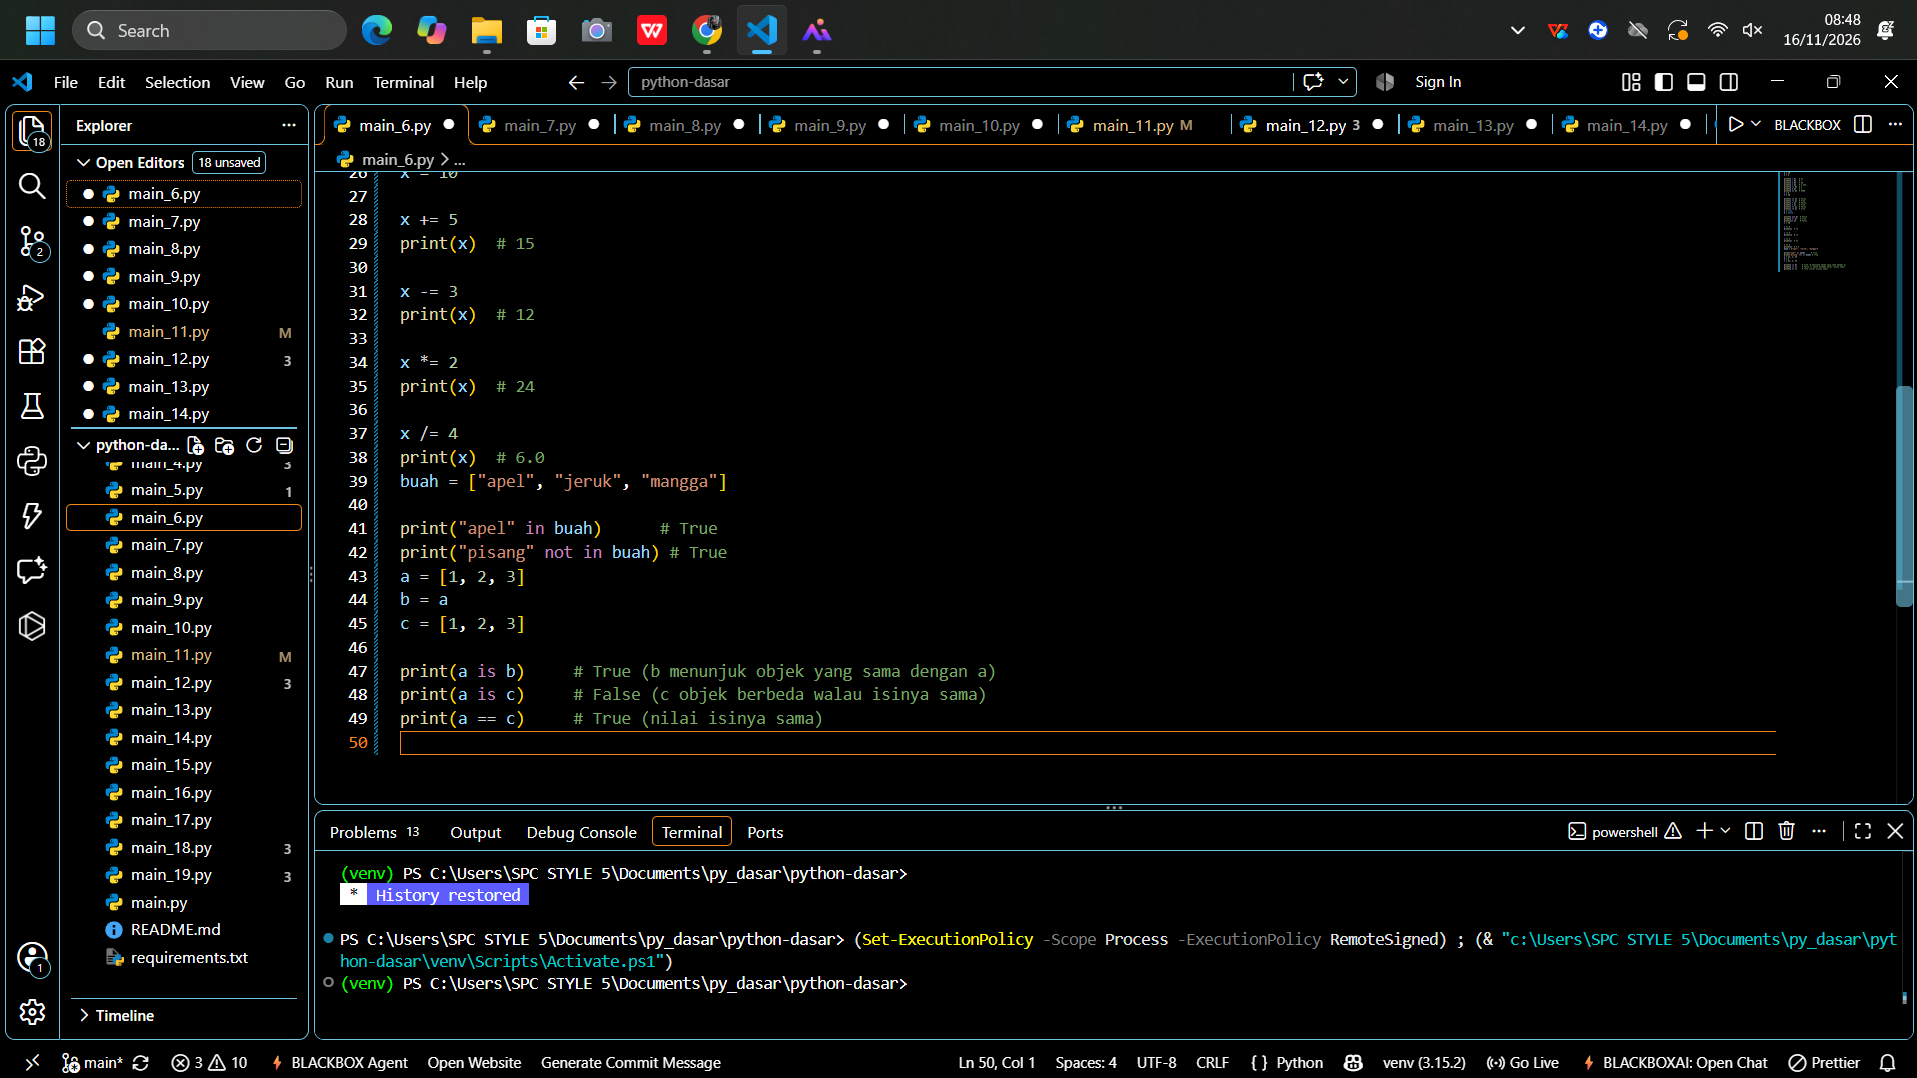 Search
08:48
16/11/2026
File Edit Selection View Go Run Terminal Help
python-dasar
Sign In
18
2
1
Explorer
Open Editors 18 unsaved
main_6.py
main_7.py
main_8.py
main_9.py
main_10.py
main_11.py M
main_12.py 3
main_13.py
main_14.py
python-da...
main_4.py 3
main_5.py 1
main_6.py
main_7.py
main_8.py
main_9.py
main_10.py
main_11.py M
main_12.py 3
main_13.py
main_14.py
main_15.py
main_16.py
main_17.py
main_18.py 3
main_19.py 3
main.py
README.md
requirements.txt
Timeline
main_6.py main_7.py main_8.py main_9.py main_10.py main_11.py M main_12.py 3 main_13.py main_14.py BLACKBOX
main_6.py > ...
26 x = 10
27
28 x += 5
29 print(x)  # 15
30
31 x -= 3
32 print(x)  # 12
33
34 x *= 2
35 print(x)  # 24
36
37 x /= 4
38 print(x)  # 6.0
39 buah = ["apel", "jeruk", "mangga"]
40
41 print("apel" in buah)      # True
42 print("pisang" not in buah) # True
43 a = [1, 2, 3]
44 b = a
45 c = [1, 2, 3]
46
47 print(a is b)     # True (b menunjuk objek yang sama dengan a)
48 print(a is c)     # False (c objek berbeda walau isinya sama)
49 print(a == c)     # True (nilai isinya sama)
50
Problems 13 Output Debug Console Terminal Ports
powershell
(venv) PS C:\Users\SPC STYLE 5\Documents\py_dasar\python-dasar>
* History restored
PS C:\Users\SPC STYLE 5\Documents\py_dasar\python-dasar> (Set-ExecutionPolicy -Scope Process -ExecutionPolicy RemoteSigned) ; (& "c:\Users\SPC STYLE 5\Documents\py_dasar\pyt
hon-dasar\venv\Scripts\Activate.ps1")
(venv) PS C:\Users\SPC STYLE 5\Documents\py_dasar\python-dasar>
main* 3 10 BLACKBOX Agent Open Website Generate Commit Message Ln 50, Col 1 Spaces: 4 UTF-8 CRLF { } Python venv (3.15.2) Go Live BLACKBOXAI: Open Chat Prettier